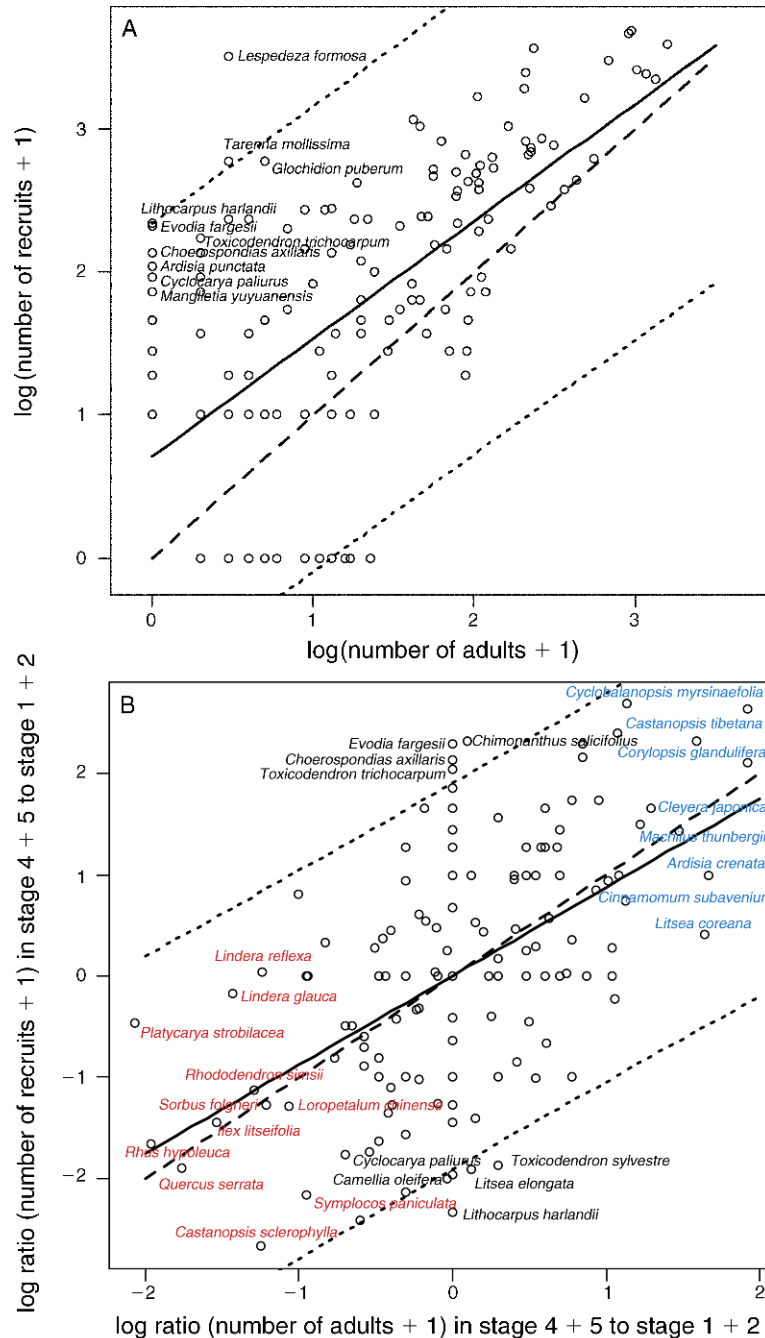 A
Lespedeza formosa
Tarenna mollissima
Glochidion puberum
Lithocarpus harlandii
Evodia fargesii
Toxicodendron trichocarpum
Choerospondias axillaris
Ardisia punctata
Cyclocarya paliurus
Manglietia yuyuanensis
3
2
1
0
log (number of recruits + 1)
0 1 2 3
log (number of adults + 1)
B
Cyclobalanopsis myrsinaefolia
Castanopsis tibetana
Evodia fargesii
Chimonanthus salicifolius
Corylopsis glandulifera
Choerospondias axillaris
Toxicodendron trichocarpum
Cleyera japonica
Machilus thunbergii
Ardisia crenata
Cinnamomum subavenium
Litsea coreana
Lindera reflexa
Lindera glauca
Platycarya strobilacea
Rhododendron simsii
Sorbus folgneri
Loropetalum chinense
Ilex litseifolia
Rhus hypoleuca
Quercus serrata
Cyclocarya paliurus
Toxicodendron sylvestre
Camellia oleifera
Litsea elongata
Symplocos paniculata
Lithocarpus harlandii
Castanopsis sclerophylla
2
1
0
−1
−2
log ratio (number of recruits + 1) in stage 4 + 5 to stage 1 + 2
−2 −1 0 1 2
log ratio (number of adults + 1) in stage 4 + 5 to stage 1 + 2